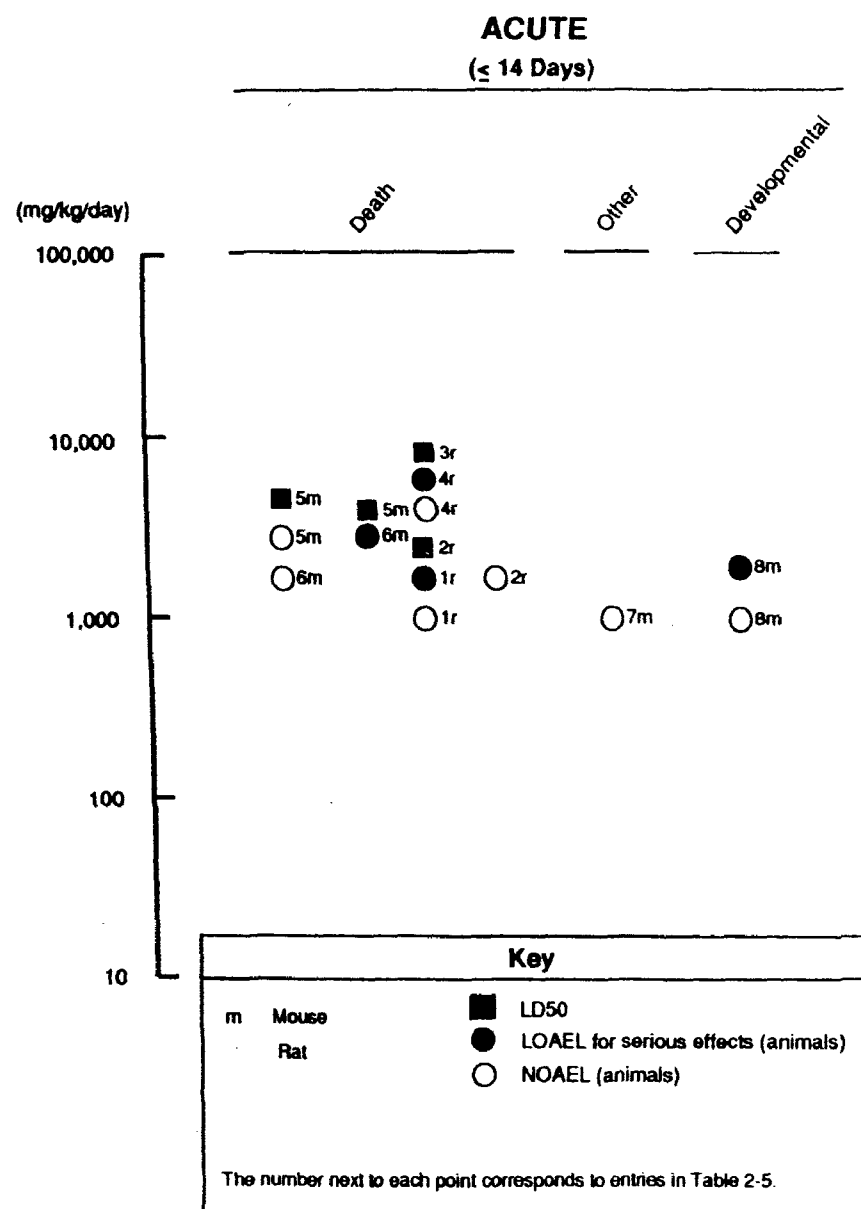 ACUTE
(≤ 14 Days)
(mg/kg/day)
Death
Other
Developmental
100,000
10,000
1,000
100
10
3r
4r
5m
5m
4r
5m
6m
2r
6m
1r
2r
8m
1r
7m
8m
Key
m Mouse
Rat
LD50
LOAEL for serious effects (animals)
NOAEL (animals)
The number next to each point corresponds to entries in Table 2-5.